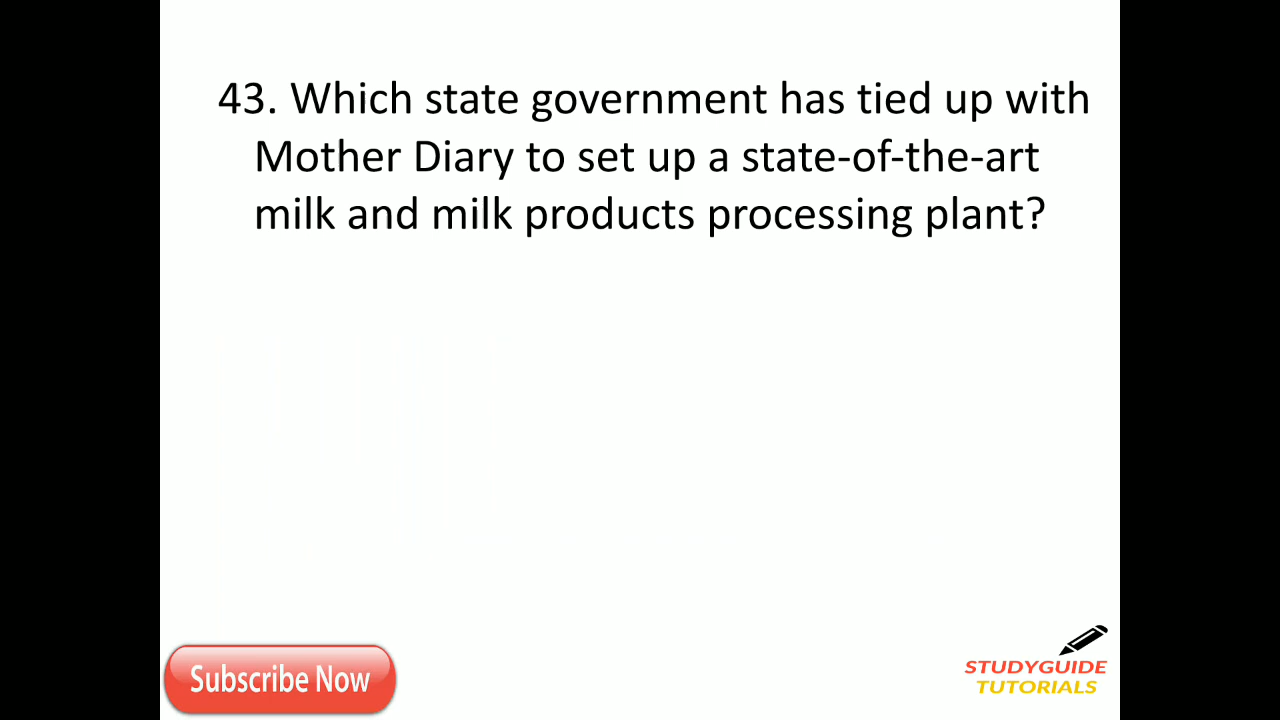 43. Which state government has tied up with
Mother Diary to set up a state-of-the-art
milk and milk products processing plant?
Subscribe Now
STUDYGUIDE
TUTORIALS